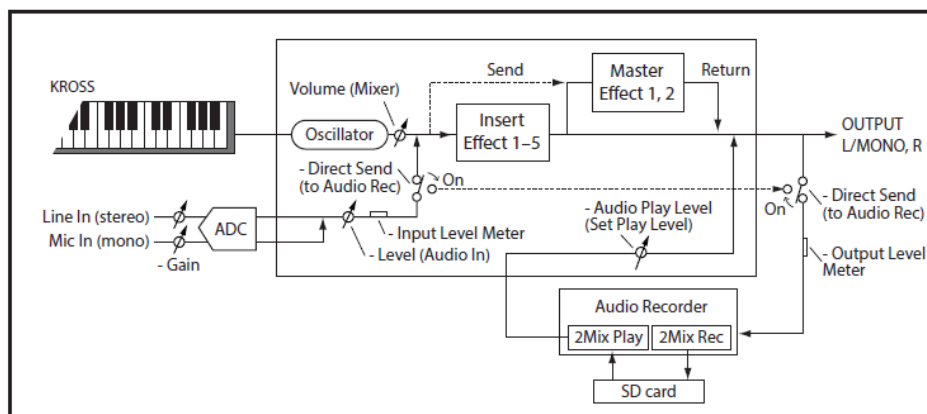 KROSS
Send
Master
Effect 1, 2
Return
Volume (Mixer)
Oscillator
Insert
Effect 1–5
OUTPUT
L/MONO, R
- Direct Send
(to Audio Rec)
On
On
- Direct Send
(to Audio Rec)
Line In (stereo)
Mic In (mono)
ADC
- Gain
- Input Level Meter
- Level (Audio In)
- Audio Play Level
(Set Play Level)
- Output Level
Meter
Audio Recorder
2Mix Play
2Mix Rec
SD card